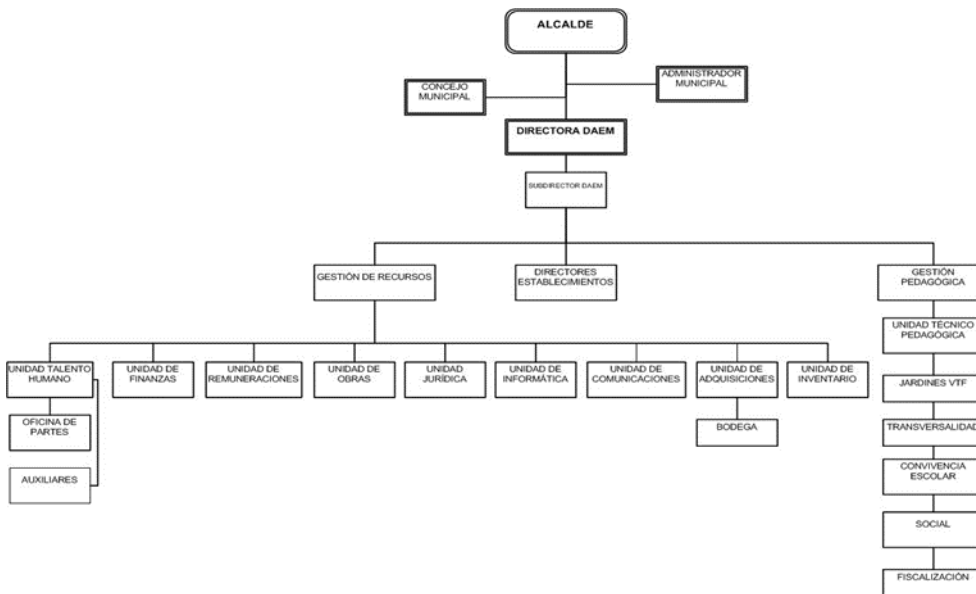 ALCALDE
CONCEJO
MUNICIPAL
ADMINISTRADOR
MUNICIPAL
DIRECTORA DAEM
SUBDIRECTOR DAEM
GESTIÓN DE RECURSOS
DIRECTORES
ESTABLECIMIENTOS
GESTIÓN
PEDAGÓGICA
UNIDAD TÉCNICO
PEDAGÓGICA
UNIDAD TALENTO
HUMANO
UNIDAD DE
FINANZAS
UNIDAD DE
REMUNERACIONES
UNIDAD DE
OBRAS
UNIDAD
JURÍDICA
UNIDAD DE
INFORMÁTICA
UNIDAD DE
COMUNICACIONES
UNIDAD DE
ADQUISICIONES
UNIDAD DE
INVENTARIO
JARDINES VTF
OFICINA DE
PARTES
BODEGA
TRANSVERSALIDAD
AUXILIARES
CONVIVENCIA
ESCOLAR
SOCIAL
FISCALIZACIÓN